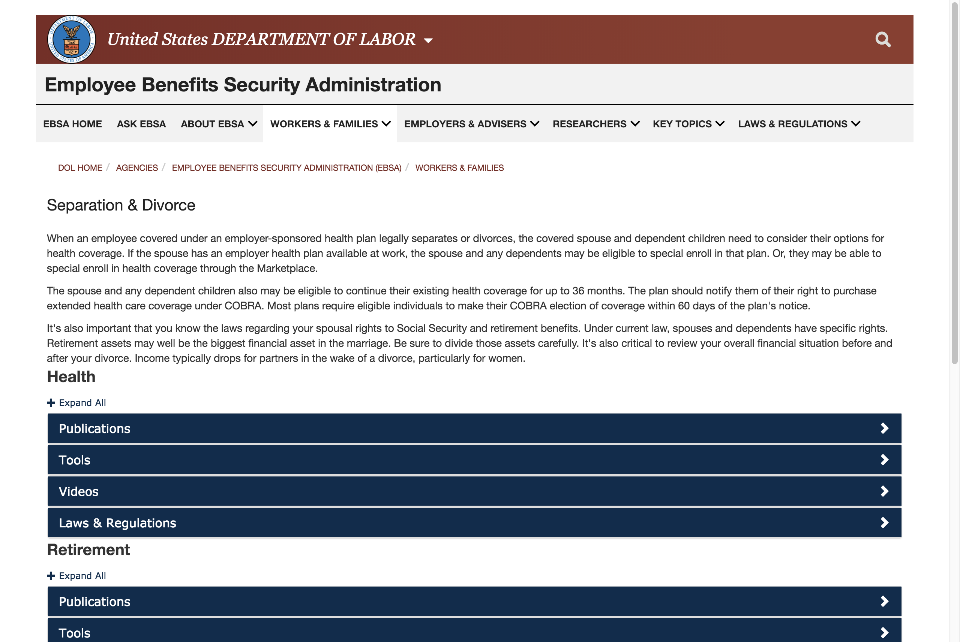 United States DEPARTMENT OF LABOR
Employee Benefits Security Administration
EBSA HOME ASK EBSA ABOUT EBSA WORKERS & FAMILIES EMPLOYERS & ADVISERS RESEARCHERS KEY TOPICS LAWS & REGULATIONS
DOL HOME / AGENCIES / EMPLOYEE BENEFITS SECURITY ADMINISTRATION (EBSA) / WORKERS & FAMILIES
Separation & Divorce
When an employee covered under an employer-sponsored health plan legally separates or divorces, the covered spouse and dependent children need to consider their options for
health coverage. If the spouse has an employer health plan available at work, the spouse and any dependents may be eligible to special enroll in that plan. Or, they may be able to
special enroll in health coverage through the Marketplace.
The spouse and any dependent children also may be eligible to continue their existing health coverage for up to 36 months. The plan should notify them of their right to purchase
extended health care coverage under COBRA. Most plans require eligible individuals to make their COBRA election of coverage within 60 days of the plan's notice.
It's also important that you know the laws regarding your spousal rights to Social Security and retirement benefits. Under current law, spouses and dependents have specific rights.
Retirement assets may well be the biggest financial asset in the marriage. Be sure to divide those assets carefully. It's also critical to review your overall financial situation before and
after your divorce. Income typically drops for partners in the wake of a divorce, particularly for women.
Health
Expand All
Publications
Tools
Videos
Laws & Regulations
Retirement
Expand All
Publications
Tools